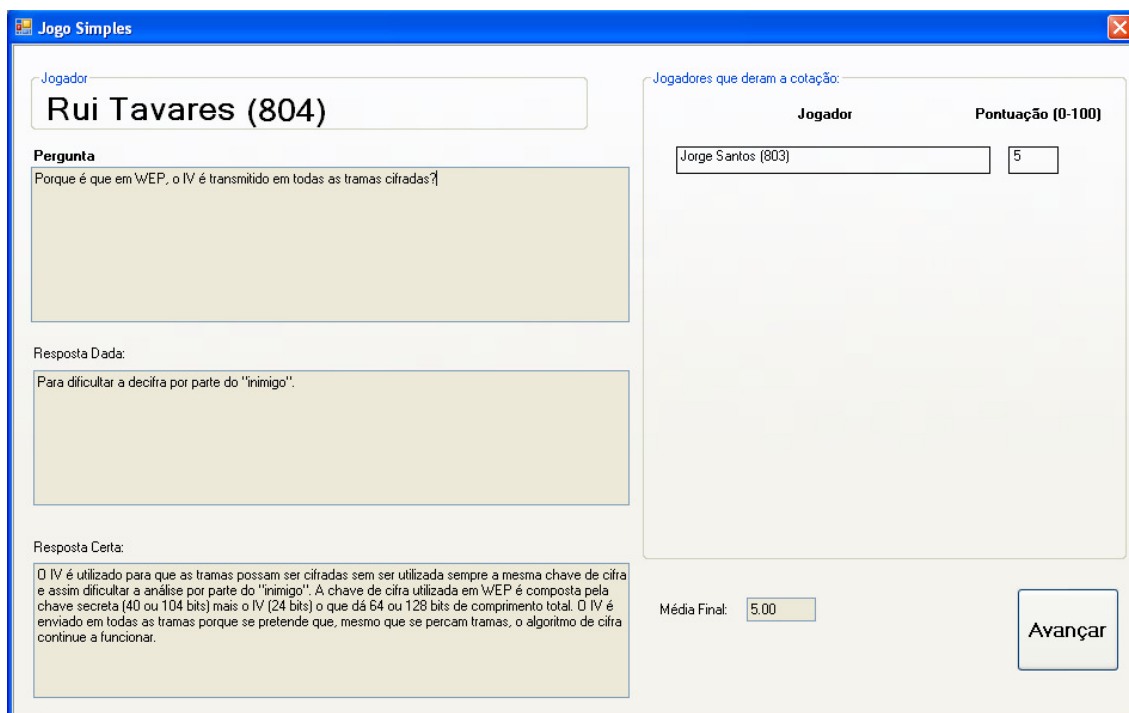 Jogo Simples
Jogador
Rui Tavares (804)
Pergunta
Porque é que em WEP, o IV é transmitido em todas as tramas cifradas?
Resposta Dada:
Para dificultar a decifra por parte do "inimigo".
Resposta Certa:
O IV é utilizado para que as tramas possam ser cifradas sem ser utilizada sempre a mesma chave de cifra
e assim dificultar a análise por parte do "inimigo". A chave de cifra utilizada em WEP é composta pela
chave secreta (40 ou 104 bits) mais o IV (24 bits) o que dá 64 ou 128 bits de comprimento total. O IV é
enviado em todas as tramas porque se pretende que, mesmo que se percam tramas, o algoritmo de cifra
continue a funcionar.
Jogadores que deram a cotação:
Jogador Pontuação (0-100)
Jorge Santos (803) 5
Média Final: 5.00
Avançar